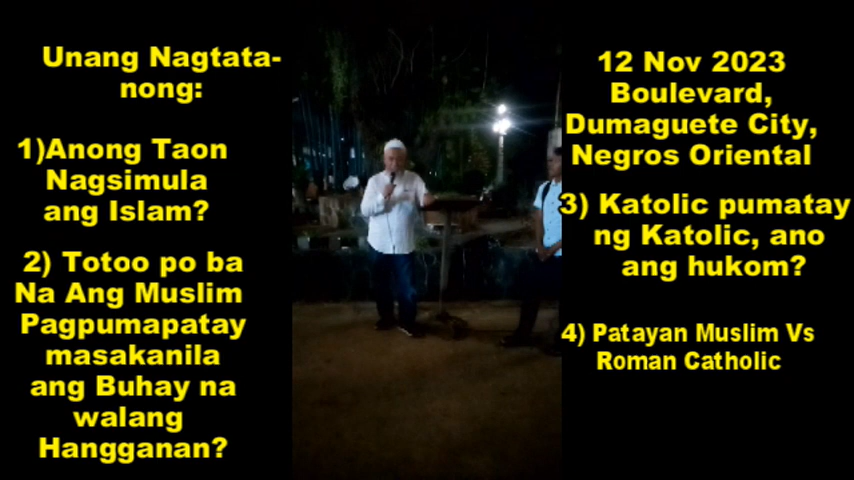 Unang Nagtata-
nong:
1)Anong Taon
Nagsimula
ang Islam?
2) Totoo po ba
Na Ang Muslim
Pagpumapatay
masakanila
ang Buhay na
walang
Hangganan?
12 Nov 2023
Boulevard,
Dumaguete City,
Negros Oriental
3) Katolic pumatay
ng Katolic, ano
ang hukom?
4) Patayan Muslim Vs
Roman Catholic